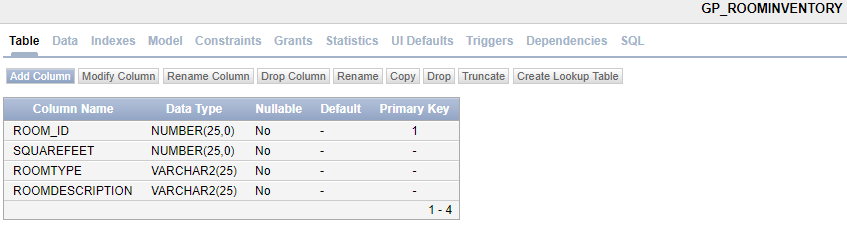 GP_ROOMINVENTORY
Table Data Indexes Model Constraints Grants Statistics UI Defaults Triggers Dependencies SQL
Add Column Modify Column Rename Column Drop Column Rename Copy Drop Truncate Create Lookup Table
Column Name Data Type Nullable Default Primary Key
ROOM_ID NUMBER(25,0) No - 1
SQUAREFEET NUMBER(25,0) No - -
ROOMTYPE VARCHAR2(25) No - -
ROOMDESCRIPTION VARCHAR2(25) No - -
1 - 4